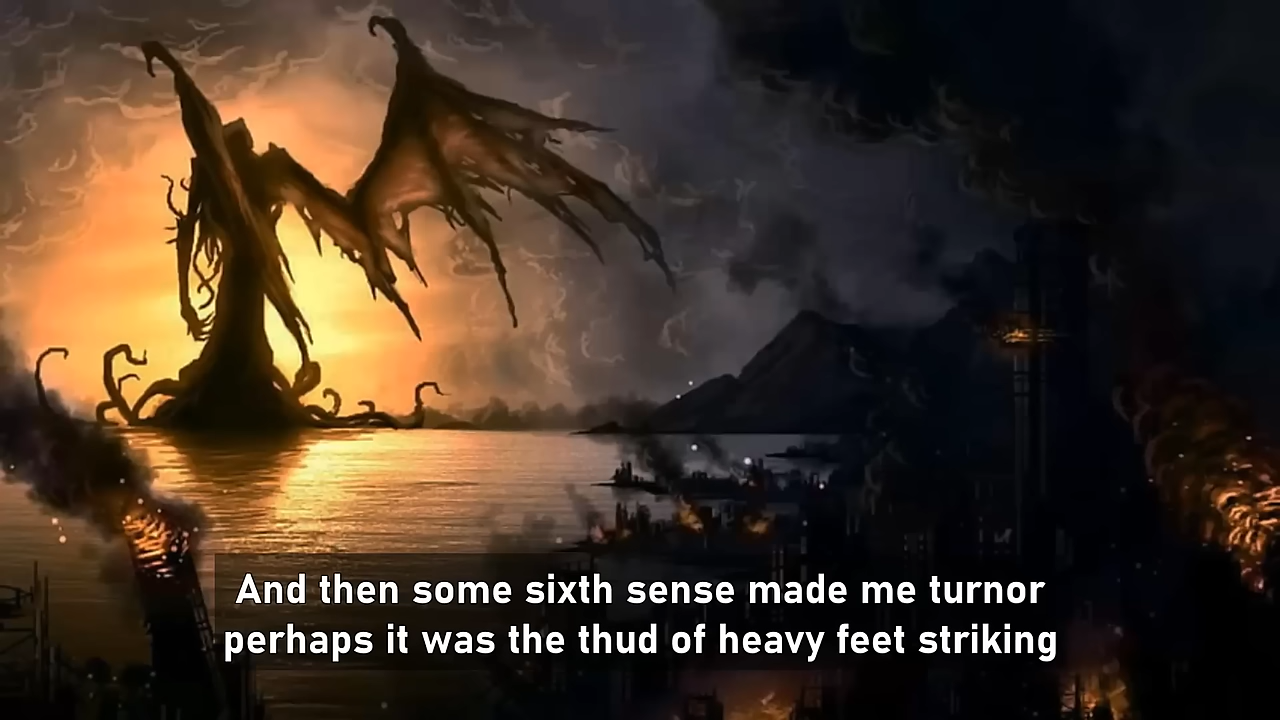 And then some sixth sense made me turnor
perhaps it was the thud of heavy feet striking